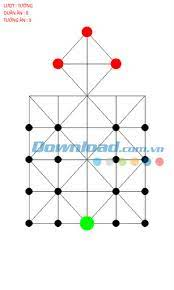 LƯỢT : TƯỚNG
QUÂN ĂN : 0
TƯỚNG ĂN : 0
Download.com.vn